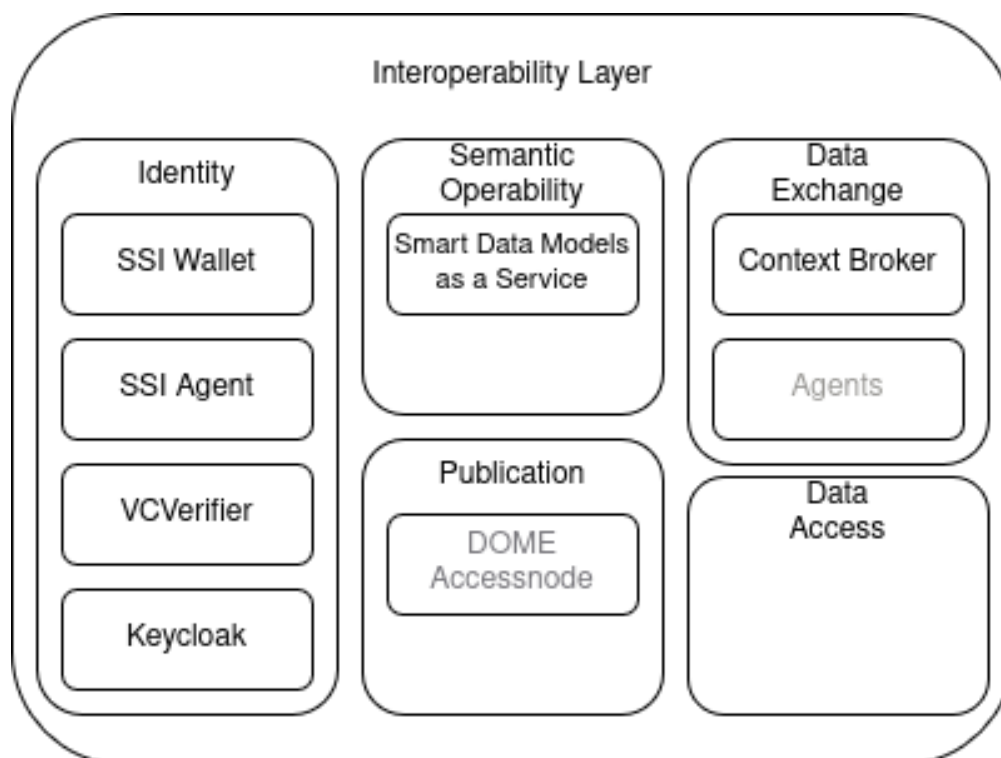 Interoperability Layer
Identity
SSI Wallet
SSI Agent
VCVerifier
Keycloak
Semantic
Operability
Smart Data Models
as a Service
Publication
DOME
Accessnode
Data
Exchange
Context Broker
Agents
Data
Access